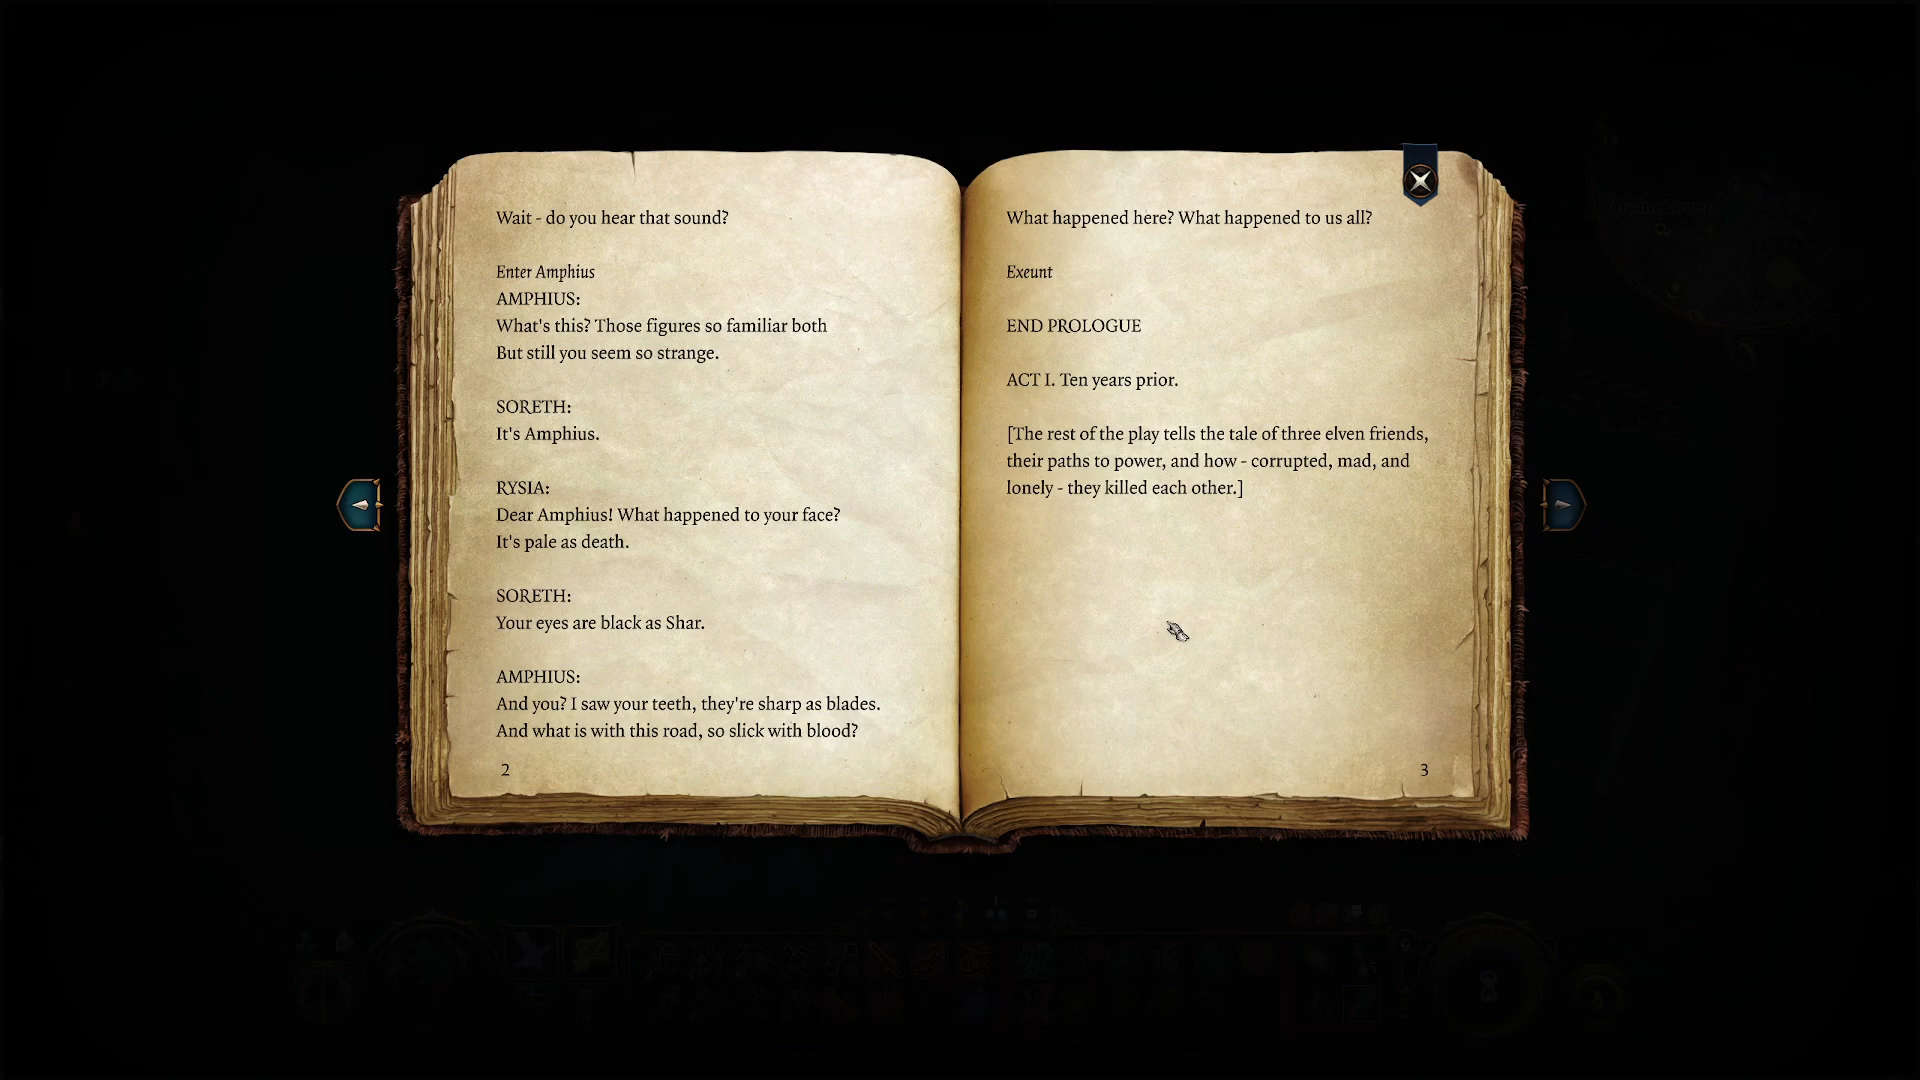 Wait - do you hear that sound?
Enter Amphius
AMPHIUS:
What's this? Those figures so familiar both
But still you seem so strange.
SORETH:
It's Amphius.
RYSIA:
Dear Amphius! What happened to your face?
It's pale as death.
SORETH:
Your eyes are black as Shar.
AMPHIUS:
And you? I saw your teeth, they're sharp as blades.
And what is with this road, so slick with blood?
2
What happened here? What happened to us all?
Exeunt
END PROLOGUE
ACT I. Ten years prior.
[The rest of the play tells the tale of three elven friends,
their paths to power, and how - corrupted, mad, and
lonely - they killed each other.]
3